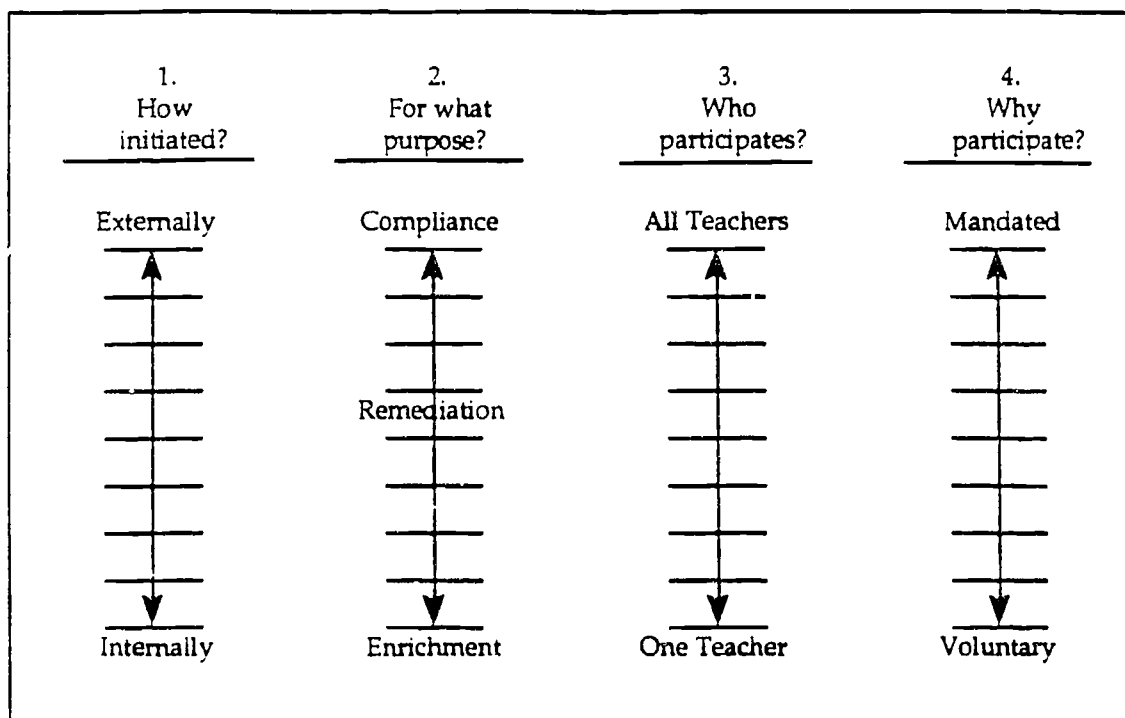 1.
How
initiated?
2.
For what
purpose?
3.
Who
participates?
4.
Why
participate?
Externally
Compliance
All Teachers
Mandated
Remediation
Internally
Enrichment
One Teacher
Voluntary